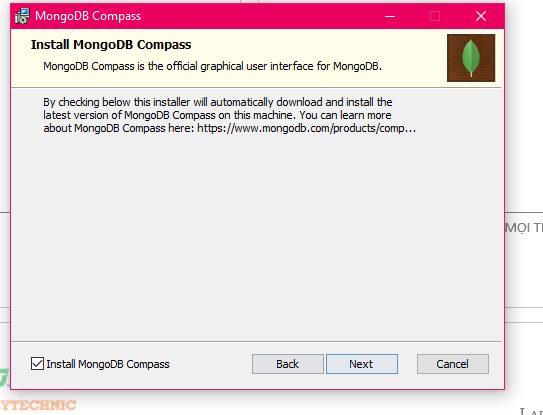 MongoDB Compass
Install MongoDB Compass
MongoDB Compass is the official graphical user interface for MongoDB.
By checking below this installer will automatically download and install the
latest version of MongoDB Compass on this machine. You can learn more
about MongoDB Compass here: https://www.mongodb.com/products/comp...
MỌI
Install MongoDB Compass
Back
Next
Cancel
YTECHNIC